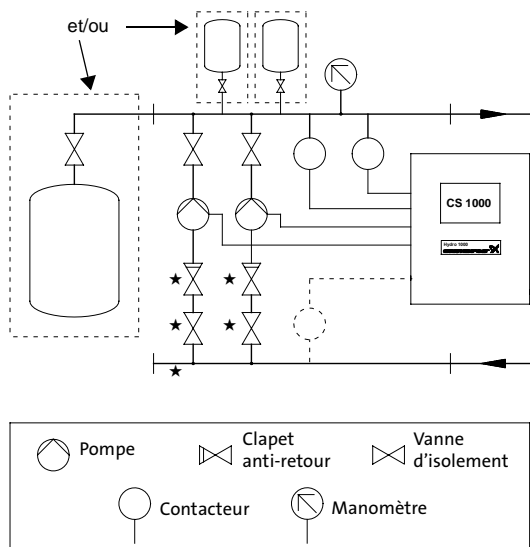 et/ou
CS 1000
Hydro 1000
Pompe
Clapet
anti-retour
Vanne
d'isolement
Contacteur
Manomètre